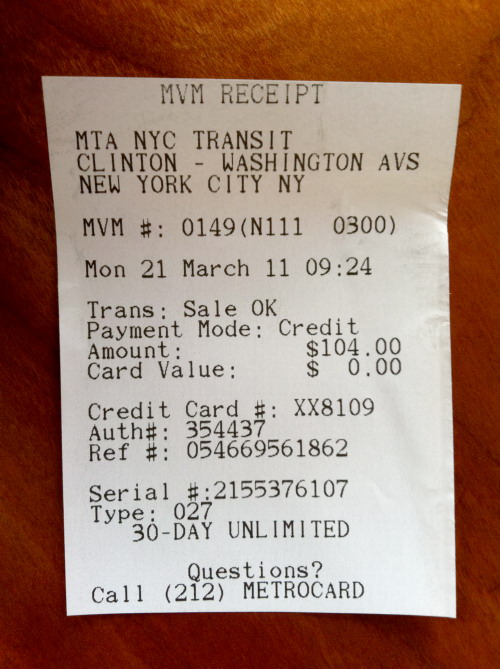 MVM RECEIPT
MTA NYC TRANSIT
CLINTON - WASHINGTON AVS
NEW YORK CITY NY
MVM #: 0149(N111 0300)
Mon 21 March 11 09:24
Trans: Sale OK
Payment Mode: Credit
Amount: $104.00
Card Value: $ 0.00
Credit Card #: XX8109
Auth#: 354437
Ref #: 054669561862
Serial #:2155376107
Type: 027
30-DAY UNLIMITED
Questions?
Call (212) METROCARD